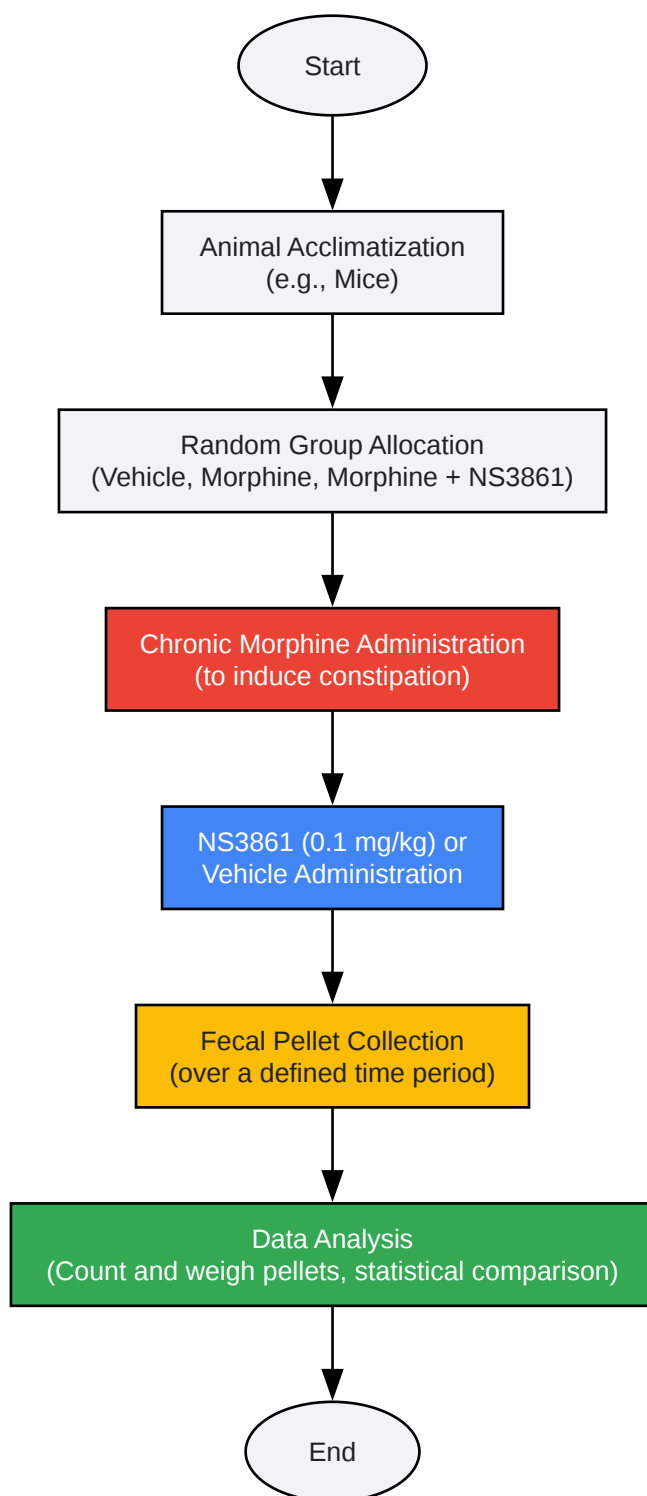 Start
Animal Acclimatization
(e.g., Mice)
Random Group Allocation
(Vehicle, Morphine, Morphine + NS3861)
Chronic Morphine Administration
(to induce constipation)
NS3861 (0.1 mg/kg) or
Vehicle Administration
Fecal Pellet Collection
(over a defined time period)
Data Analysis
(Count and weigh pellets, statistical comparison)
End